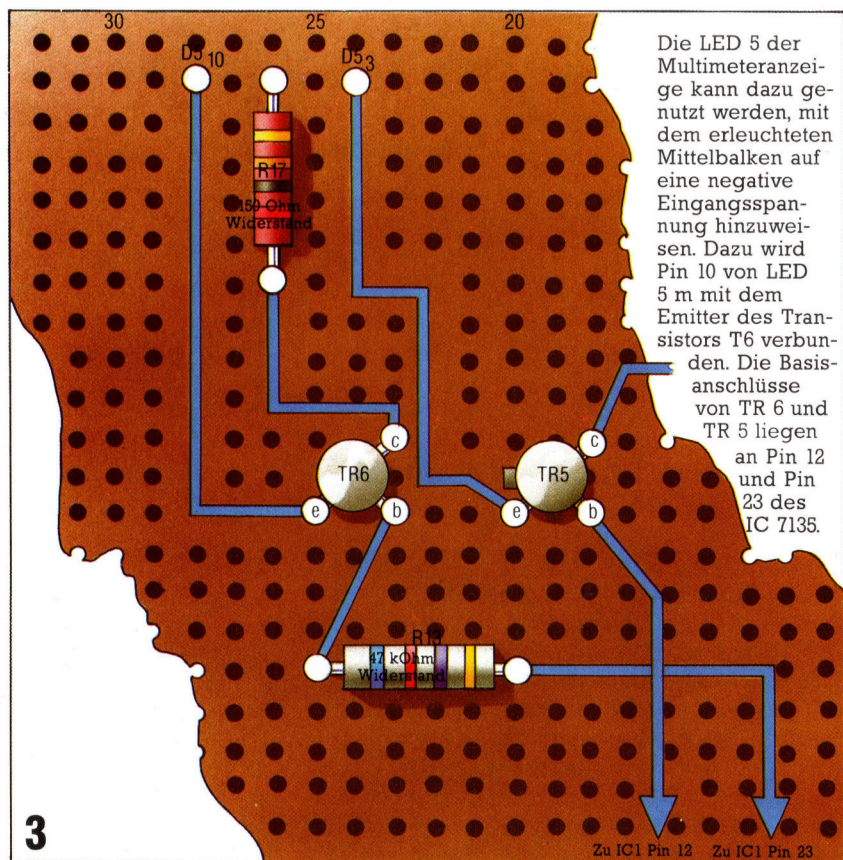 30 25 20
D5 10
D5 3
R17
150 Ohm
Widerstand
Die LED 5 der
Multimeteranzei-
ge kann dazu ge-
nutzt werden, mit
dem erleuchteten
Mittelbalken auf
eine negative
Eingangsspan-
nung hinzuwei-
sen. Dazu wird
Pin 10 von LED
5 m mit dem
Emitter des Tran-
sistors T6 verbun-
den. Die Basis-
anschlüsse
von TR 6 und
TR 5 liegen
an Pin 12
und Pin
23 des
IC 7135.
c
TR6
e
b
c
TR5
e
b
R13
47 kOhm
Widerstand
3
Zu IC1 Pin 12 Zu IC1 Pin 23